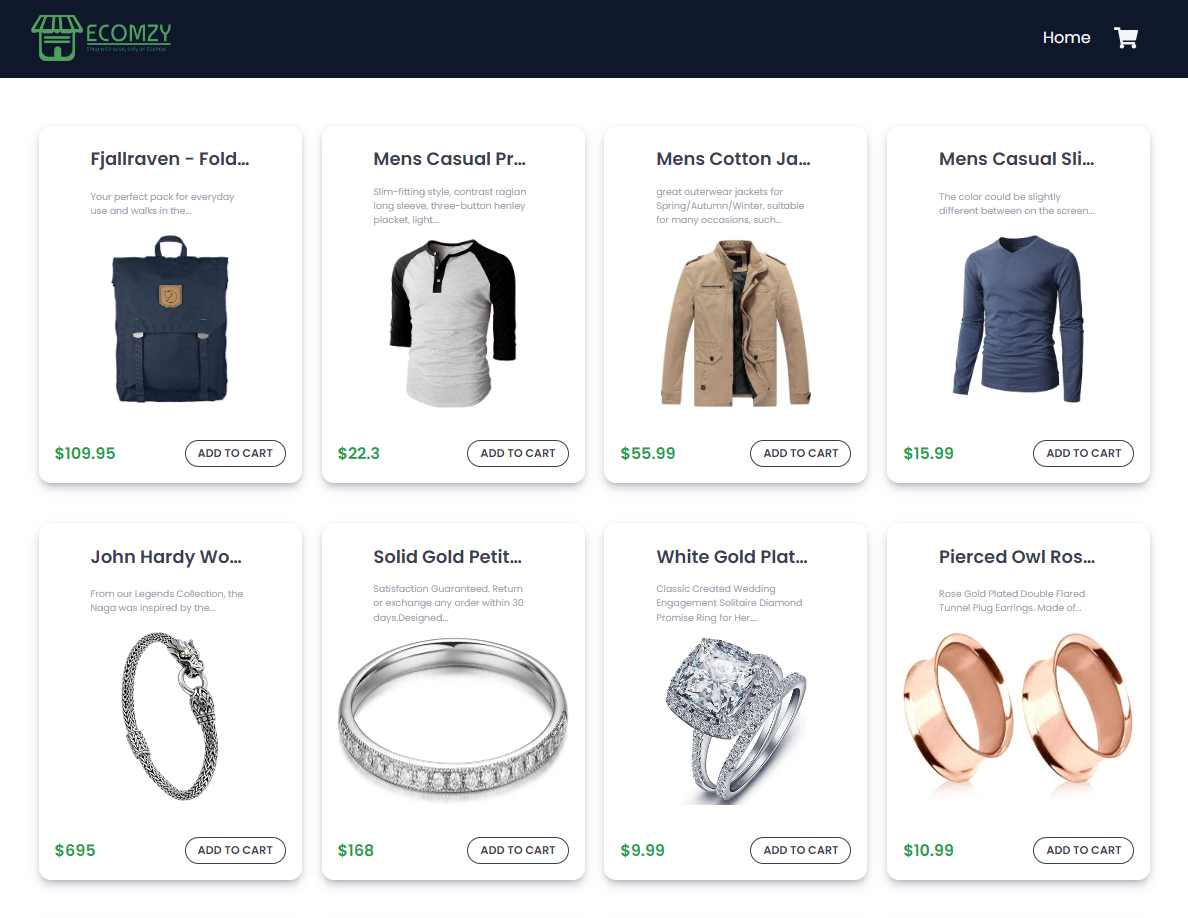 ECOMZY
Shop with ease, only on Ecomzy
Home
Fjallraven - Fold...
Your perfect pack for everyday
use and walks in the...
$109.95
ADD TO CART
Mens Casual Pr...
Slim-fitting style, contrast raglan
long sleeve, three-button henley
placket, light...
$22.3
ADD TO CART
Mens Cotton Ja...
great outerwear jackets for
Spring/Autumn/Winter, suitable
for many occasions, such...
$55.99
ADD TO CART
Mens Casual Sli...
The color could be slightly
different between on the screen...
$15.99
ADD TO CART
John Hardy Wo...
From our Legends Collection, the
Naga was inspired by the...
$695
ADD TO CART
Solid Gold Petit...
Satisfaction Guaranteed. Return
or exchange any order within 30
days.Designed...
$168
ADD TO CART
White Gold Plat...
Classic Created Wedding
Engagement Solitaire Diamond
Promise Ring for Her....
$9.99
ADD TO CART
Pierced Owl Ros...
Rose Gold Plated Double Flared
Tunnel Plug Earrings. Made of...
$10.99
ADD TO CART